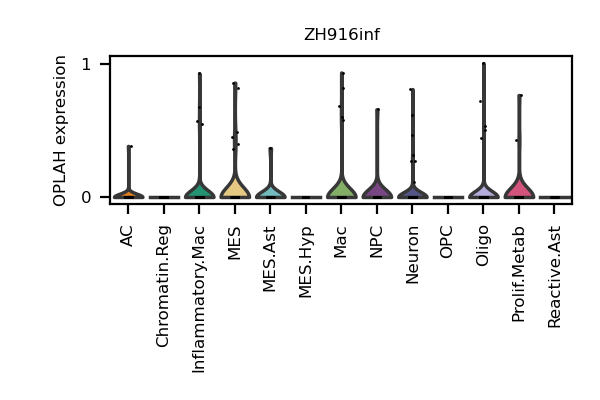 ZH916inf
OPLAH expression
1
0
AC
Chromatin.Reg
Inflammatory.Mac
MES
MES.Ast
MES.Hyp
Mac
NPC
Neuron
OPC
Oligo
Prolif.Metab
Reactive.Ast